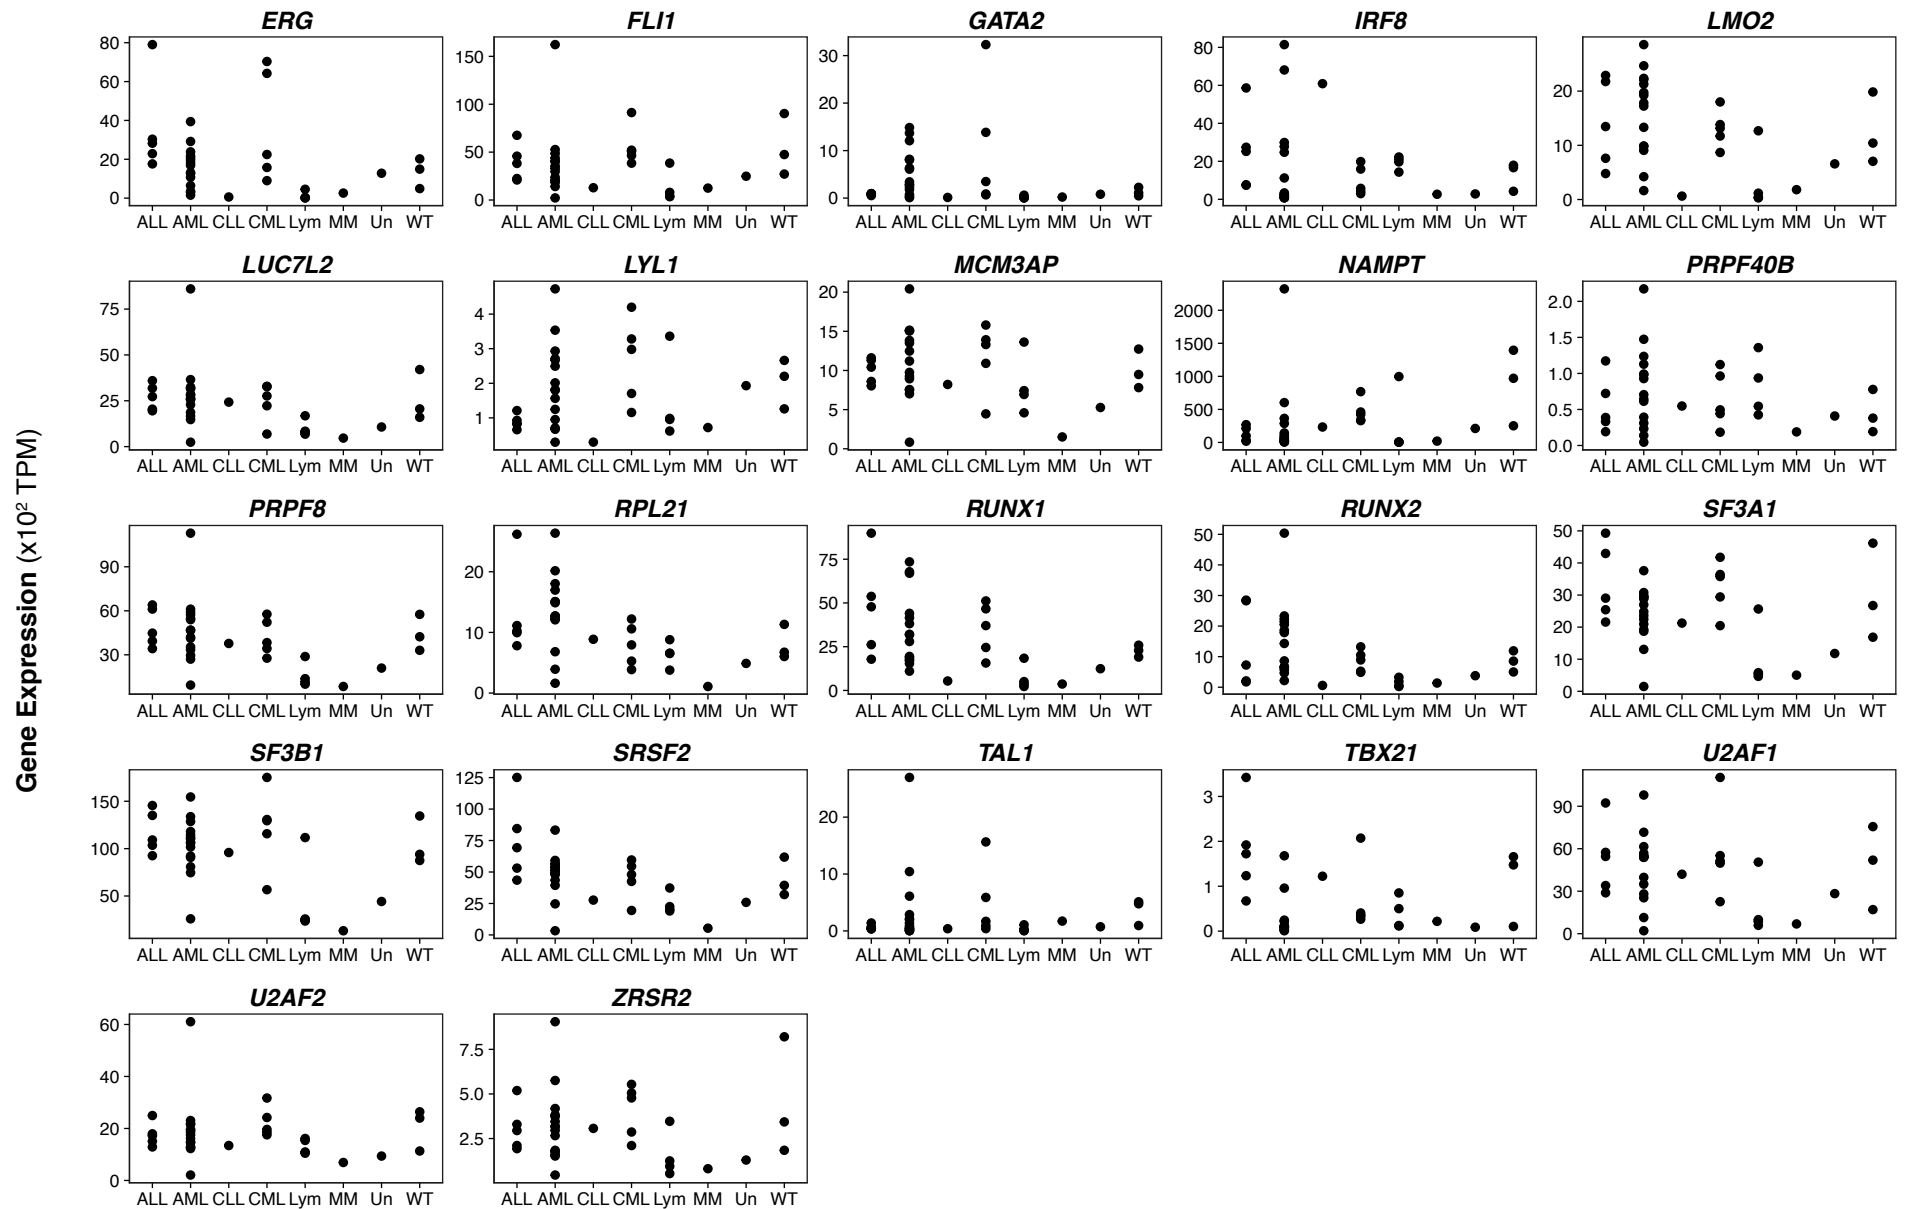 Gene Expression (x10² TPM)
ERG FLI1 GATA2 IRF8 LMO2
80 60 40 20 0
150 100 50 0
30 20 10 0
80 60 40 20 0
20 10 0
ALL AML CLL CML Lym MM Un WT
ALL AML CLL CML Lym MM Un WT
ALL AML CLL CML Lym MM Un WT
ALL AML CLL CML Lym MM Un WT
ALL AML CLL CML Lym MM Un WT
LUC7L2 LYL1 MCM3AP NAMPT PRPF40B
75 50 25 0
4 3 2 1
20 15 10 5 0
2000 1500 1000 500 0
2.0 1.5 1.0 0.5 0.0
ALL AML CLL CML Lym MM Un WT
ALL AML CLL CML Lym MM Un WT
ALL AML CLL CML Lym MM Un WT
ALL AML CLL CML Lym MM Un WT
ALL AML CLL CML Lym MM Un WT
PRPF8 RPL21 RUNX1 RUNX2 SF3A1
90 60 30
20 10 0
75 50 25 0
50 40 30 20 10 0
50 40 30 20 10 0
ALL AML CLL CML Lym MM Un WT
ALL AML CLL CML Lym MM Un WT
ALL AML CLL CML Lym MM Un WT
ALL AML CLL CML Lym MM Un WT
ALL AML CLL CML Lym MM Un WT
SF3B1 SRSF2 TAL1 TBX21 U2AF1
150 100 50
125 100 75 50 25 0
20 10 0
3 2 1 0
90 60 30 0
ALL AML CLL CML Lym MM Un WT
ALL AML CLL CML Lym MM Un WT
ALL AML CLL CML Lym MM Un WT
ALL AML CLL CML Lym MM Un WT
ALL AML CLL CML Lym MM Un WT
U2AF2 ZRSR2
60 40 20 0
7.5 5.0 2.5
ALL AML CLL CML Lym MM Un WT
ALL AML CLL CML Lym MM Un WT